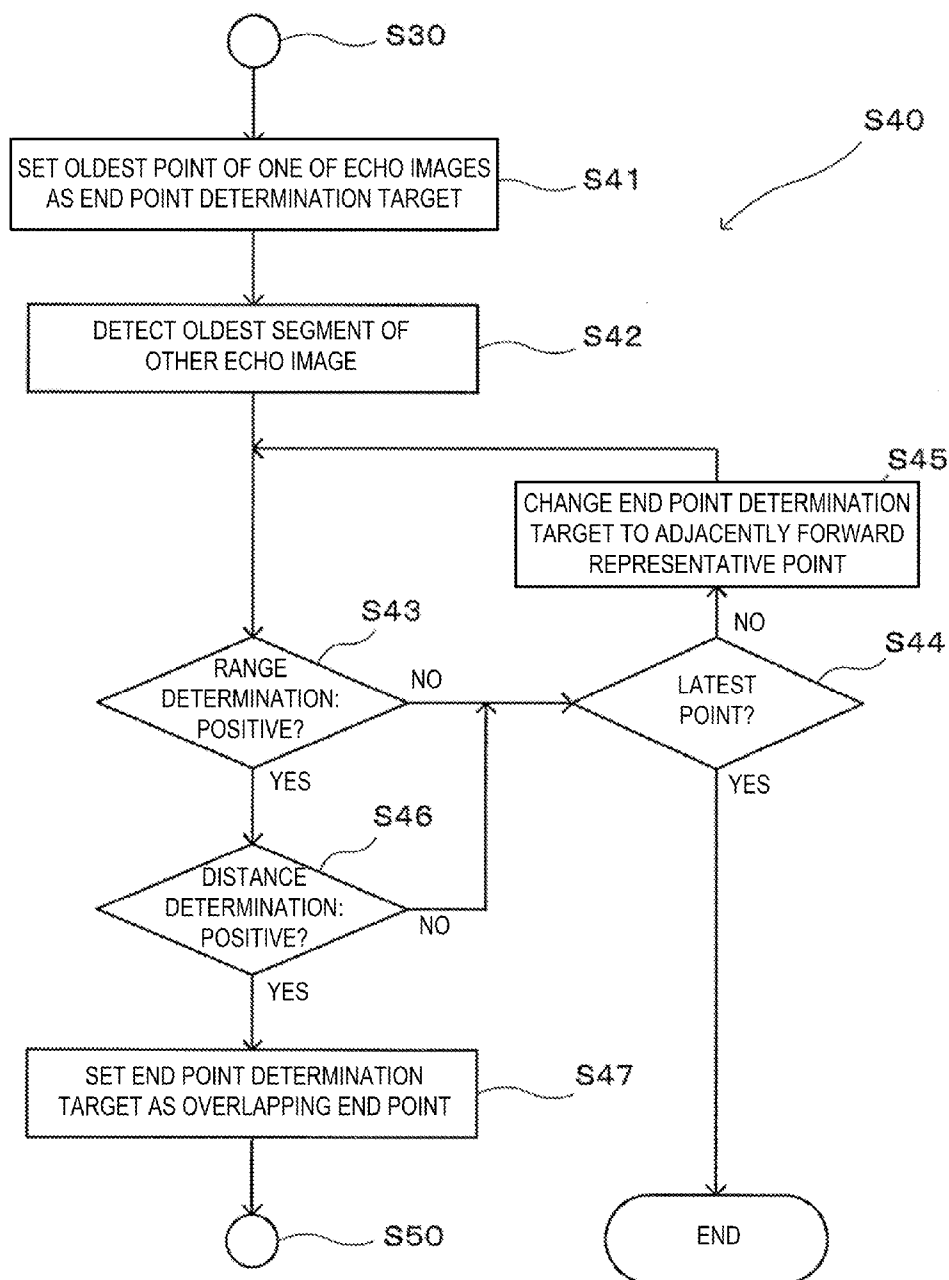 S30
S40
SET OLDEST POINT OF ONE OF ECHO IMAGES
AS END POINT DETERMINATION TARGET
S41
DETECT OLDEST SEGMENT OF
OTHER ECHO IMAGE
S42
S45
CHANGE END POINT DETERMINATION
TARGET TO ADJACENTLY FORWARD
REPRESENTATIVE POINT
S43
NO
S44
RANGE
DETERMINATION:
POSITIVE?
NO
LATEST
POINT?
YES
YES
S46
DISTANCE
DETERMINATION:
POSITIVE?
NO
YES
SET END POINT DETERMINATION
TARGET AS OVERLAPPING END POINT
S47
S50
END